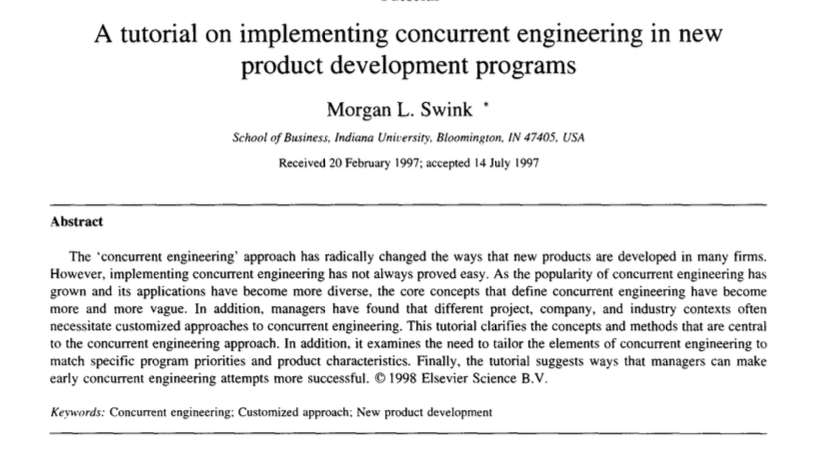 A tutorial on implementing concurrent engineering in new
product development programs
Morgan L. Swink *
School of Business, Indiana University, Bloomington, IN 47405, USA
Received 20 February 1997; accepted 14 July 1997
Abstract
The 'concurrent engineering' approach has radically changed the ways that new products are developed in many firms.
However, implementing concurrent engineering has not always proved easy. As the popularity of concurrent engineering has
grown and its applications have become more diverse, the core concepts that define concurrent engineering have become
more and more vague. In addition, managers have found that different project, company, and industry contexts often
necessitate customized approaches to concurrent engineering. This tutorial clarifies the concepts and methods that are central
to the concurrent engineering approach. In addition, it examines the need to tailor the elements of concurrent engineering to
match specific program priorities and product characteristics. Finally, the tutorial suggests ways that managers can make
early concurrent engineering attempts more successful. © 1998 Elsevier Science B.V.
Keywords: Concurrent engineering; Customized approach; New product development